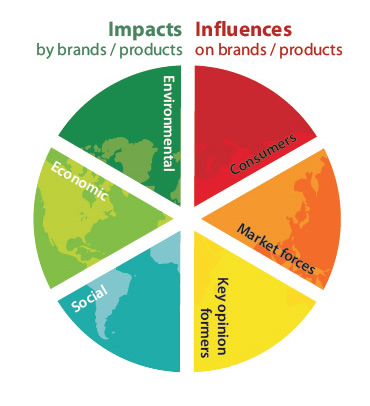 Impacts
by brands / products
Influences
on brands / products
Environmental
Economic
Social
Consumers
Market forces
Key opinion
formers